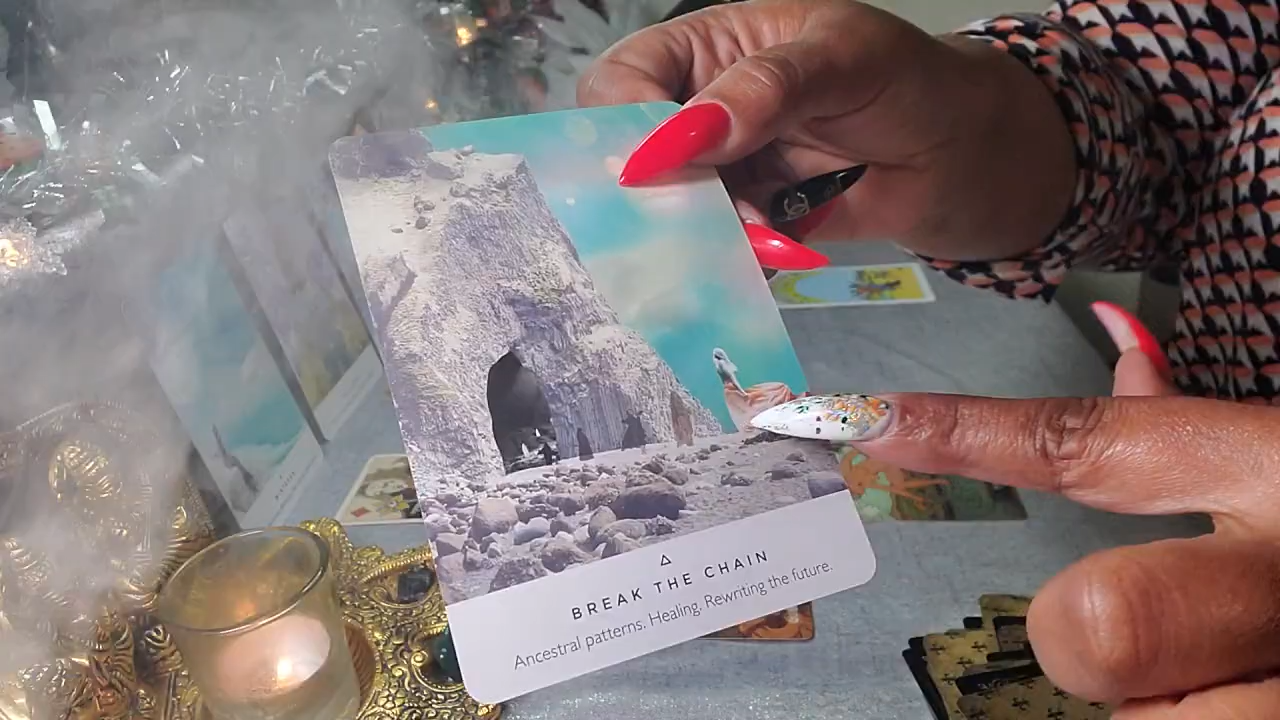 BREAK THE CHAIN
Ancestral patterns. Healing. Rewriting the future.